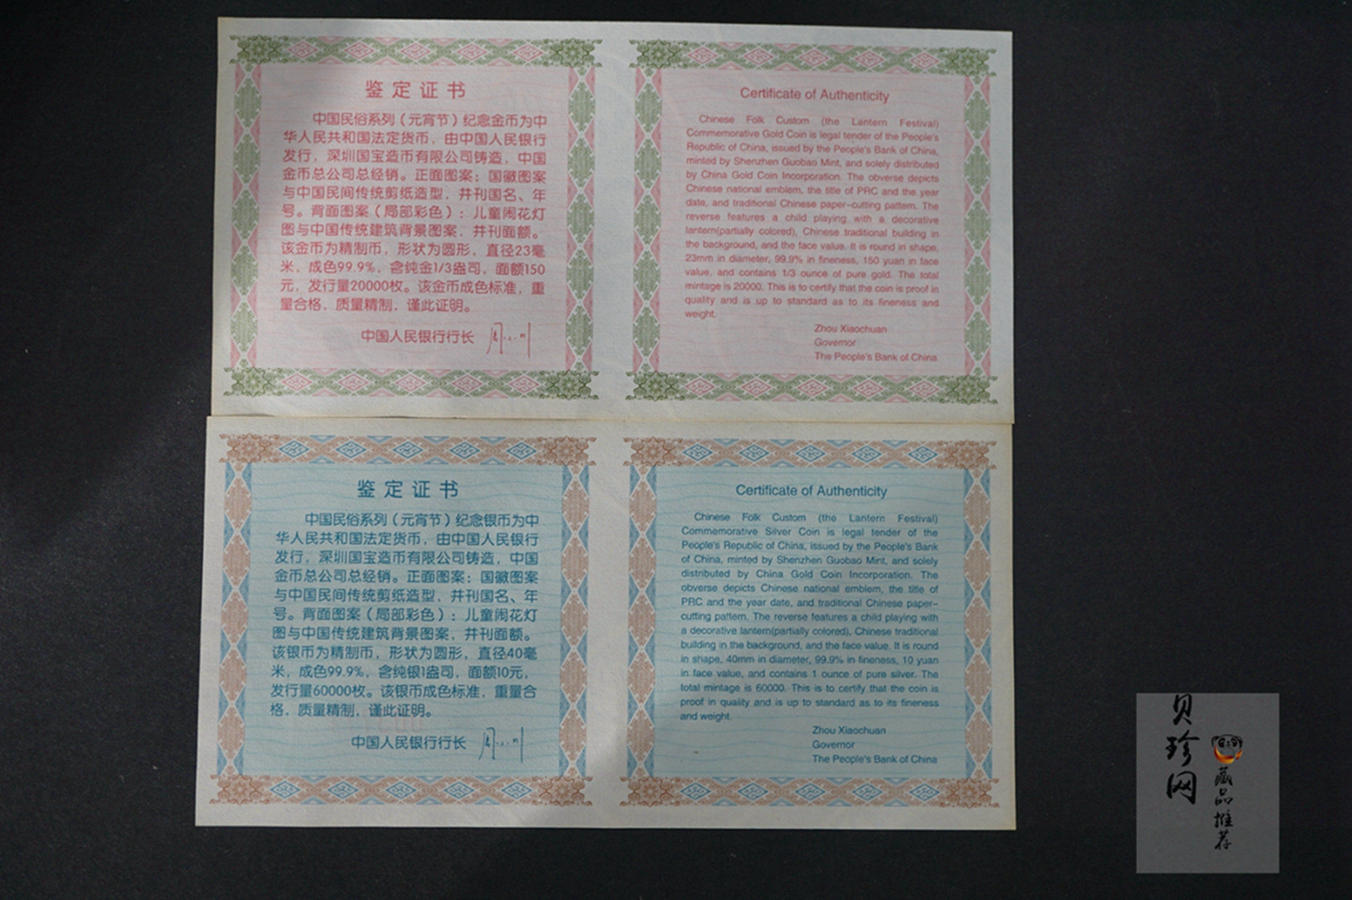 鉴定证书
中国民俗系列（元宵节）纪念金币为中
华人民共和国法定货币，由中国人民银行
发行，深圳国宝造币有限公司铸造，中国
金币总公司总经销。正面图案：国徽图案
与中国民间传统剪纸造型，并刊国名、年
号。背面图案（局部彩色）：儿童闹花灯
图与中国传统建筑背景图案，并刊面额。
该金币为精制币，形状为圆形，直径23毫
米，成色99.9%，含纯金1/3盎司，面额150
元，发行量20000枚。该金币成色标准，重
量合格，质量精制，谨此证明。
中国人民银行行长
Certificate of Authenticity
Chinese Folk Custom (the Lantern Festival)
Commemorative Gold Coin is legal tender of the People's
Republic of China, issued by the People's Bank of China,
minted by Shenzhen Guobao Mint, and solely distributed
by China Gold Coin Incorporation. The obverse depicts
Chinese national emblem, the title of PRC and the year
date, and traditional Chinese paper-cutting pattern. The
reverse features a child playing with a decorative
lantern(partially colored), Chinese traditional building in
the background, and the face value. It is round in shape,
23mm in diameter, 99.9% in fineness, 150 yuan in face
value, and contains 1/3 ounce of pure gold. The total
mintage is 20000. This is to certify that the coin is proof in
quality and is up to standard as to its fineness and
weight.
Zhou Xiaochuan
Governor
The People's Bank of China
鉴定证书
中国民俗系列（元宵节）纪念银币为中
华人民共和国法定货币，由中国人民银行
发行，深圳国宝造币有限公司铸造，中国
金币总公司总经销。正面图案：国徽图案
与中国民间传统剪纸造型，并刊国名、年
号。背面图案（局部彩色）：儿童闹花灯
图与中国传统建筑背景图案，并刊面额。
该银币为精制币，形状为圆形，直径40毫
米，成色99.9%，含纯银1盎司，面额10元，
发行量60000枚。该银币成色标准，重量合
格，质量精制，谨此证明。
中国人民银行行长
Certificate of Authenticity
Chinese Folk Custom (the Lantern Festival)
Commemorative Silver Coin is legal tender of the
People's Republic of China, issued by the People's Bank
of China, minted by Shenzhen Guobao Mint, and solely
distributed by China Gold Coin Incorporation. The
obverse depicts Chinese national emblem, the title of
PRC and the year date, and traditional Chinese paper-
cutting pattern. The reverse features a child playing with
a decorative lantern(partially colored), Chinese traditional
building in the background, and the face value. It is round
in shape, 40mm in diameter, 99.9% in fineness, 10 yuan
in face value, and contains 1 ounce of pure silver. The
total mintage is 60000. This is to certify that the coin is
proof in quality and is up to standard as to its fineness
and weight.
Zhou Xiaochuan
Governor
The People's Bank of China
贝珍网
藏品推荐